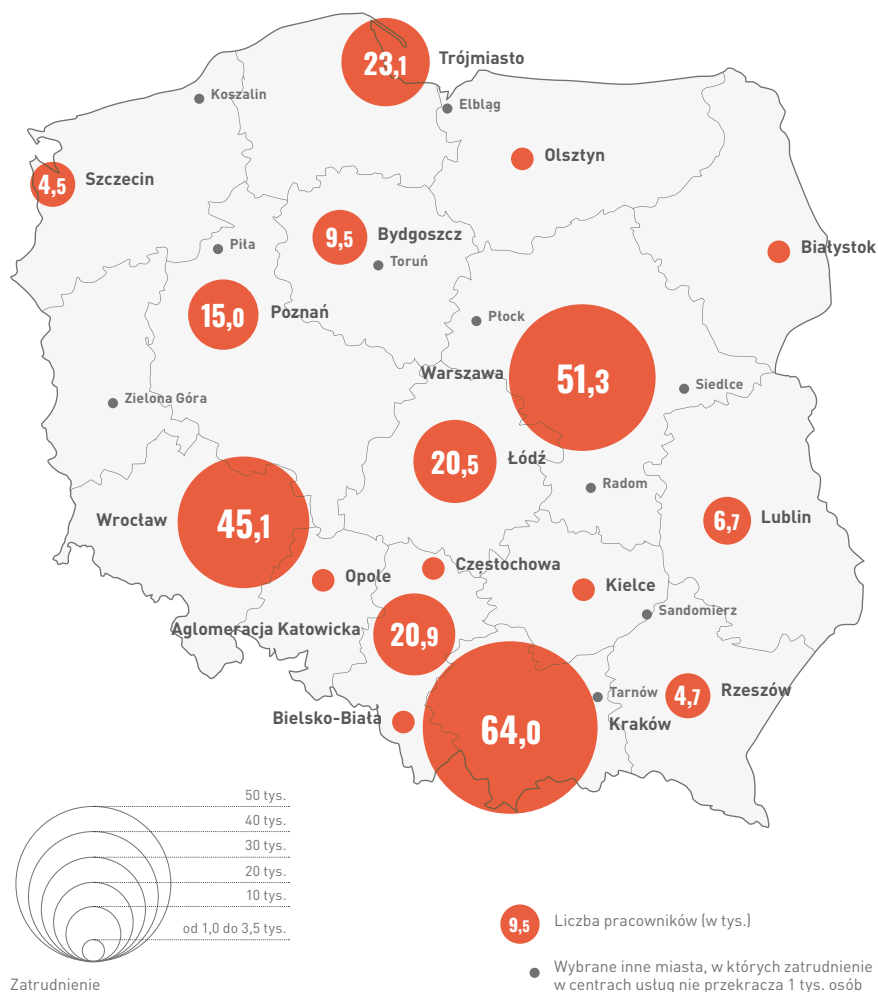 23,1
Trójmiasto
Koszalin
Elbląg
Olsztyn
4,5
Szczecin
9,5
Bydgoszcz
Piła
Toruń
Białystok
15,0
Poznań
Płock
Warszawa
51,3
Siedlce
Zielona Góra
20,5
Łódź
Radom
Wrocław
45,1
6,7
Lublin
Opole
Częstochowa
Kielce
Sandomierz
Aglomeracja Katowicka
20,9
Tarnów
4,7
Rzeszów
Bielsko-Biała
64,0
Kraków
50 tys.
40 tys.
30 tys.
20 tys.
10 tys.
od 1,0 do 3,5 tys.
Zatrudnienie
9,5
Liczba pracowników (w tys.)
Wybrane inne miasta, w których zatrudnienie
w centrach usług nie przekracza 1 tys. osób